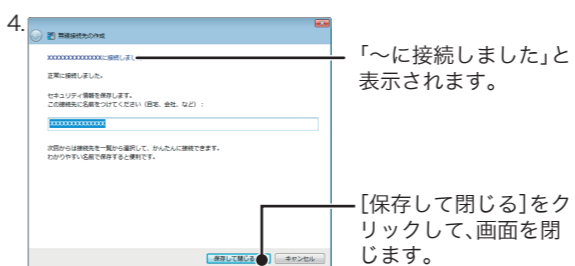 4.
無線接続先の作成
XXXXXXXXXXXXXXXに接続しまし
正常に接続しました。
セキュリティ情報を保存します。
この接続先に名前をつけてください（自宅、会社、など）：
XXXXXXXXXXXXXXX
次回からは接続先を一覧から選択して、かんたんに接続できます。
わかりやすい名前で保存すると便利です。
保存して閉じる
キャンセル
「～に接続しました」と
表示されます。
［保存して閉じる］をク
リックして、画面を閉
じます。